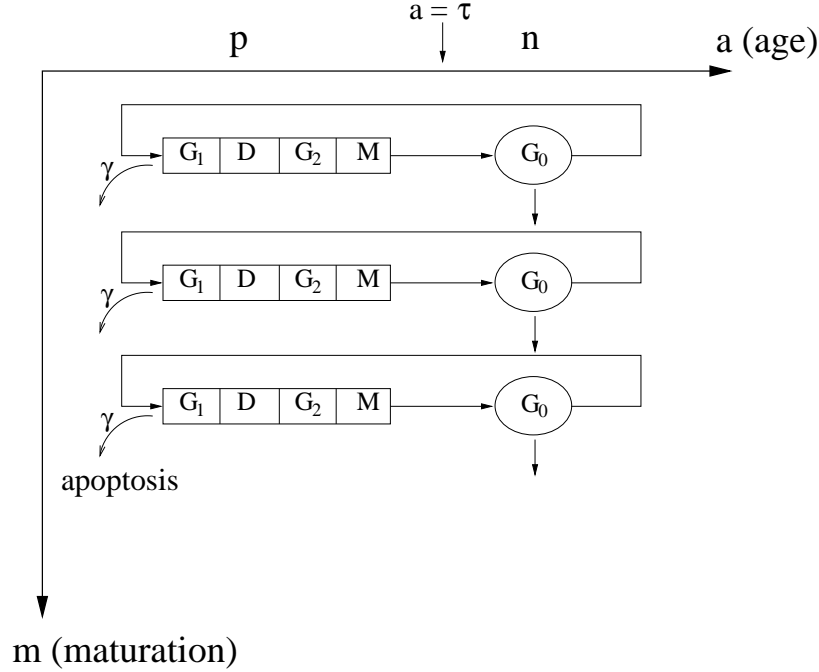 a = τ
p n a (age)
G₁ D G₂ M G₀
γ
G₁ D G₂ M G₀
γ
G₁ D G₂ M G₀
γ
apoptosis
m (maturation)